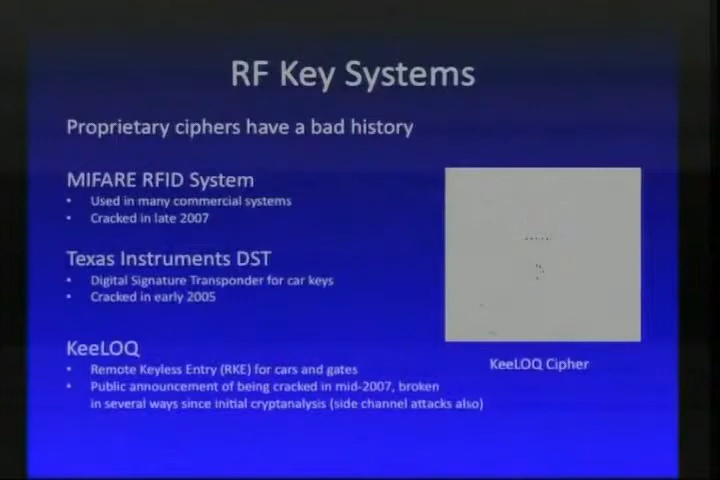 RF Key Systems
Proprietary ciphers have a bad history
MIFARE RFID System
• Used in many commercial systems
• Cracked in late 2007
Texas Instruments DST
• Digital Signature Transponder for car keys
• Cracked in early 2005
KeeLOQ
• Remote Keyless Entry (RKE) for cars and gates
• Public announcement of being cracked in mid-2007, broken
in several ways since initial cryptanalysis (side channel attacks also)
KeeLOQ Cipher